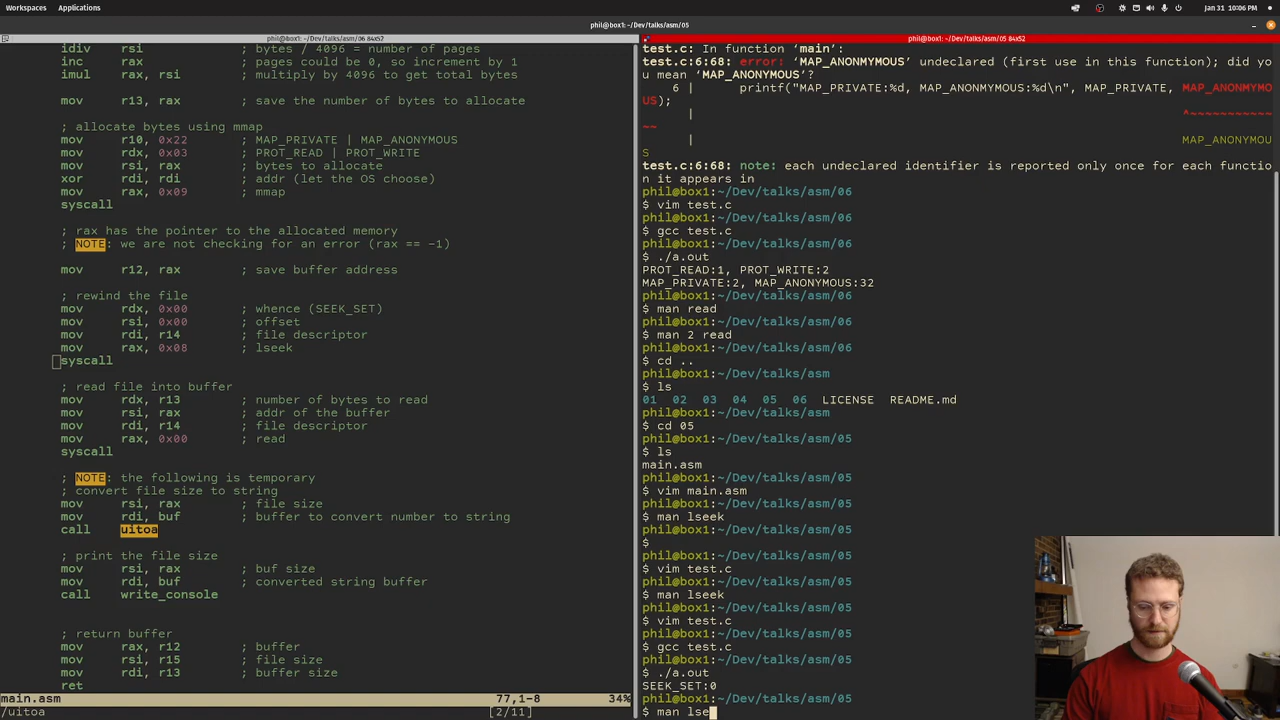 Workspaces Applications Jan 31 10:06 PM
phil@box1: ~/Dev/talks/asm/05
phil@box1: ~/Dev/talks/asm/06 84x52
idiv rsi ; bytes / 4096 = number of pages
inc rax ; pages could be 0, so increment by 1
imul rax, rsi ; multiply by 4096 to get total bytes
mov r13, rax ; save the number of bytes to allocate
; allocate bytes using mmap
mov r10, 0x22 ; MAP_PRIVATE | MAP_ANONYMOUS
mov rdx, 0x03 ; PROT_READ | PROT_WRITE
mov rsi, rax ; bytes to allocate
xor rdi, rdi ; addr (let the OS choose)
mov rax, 0x09 ; mmap
syscall
; rax has the pointer to the allocated memory
; NOTE: we are not checking for an error (rax == -1)
mov r12, rax ; save buffer address
; rewind the file
mov rdx, 0x00 ; whence (SEEK_SET)
mov rsi, 0x00 ; offset
mov rdi, r14 ; file descriptor
mov rax, 0x08 ; lseek
syscall
; read file into buffer
mov rdx, r13 ; number of bytes to read
mov rsi, rax ; addr of the buffer
mov rdi, r14 ; file descriptor
mov rax, 0x00 ; read
syscall
; NOTE: the following is temporary
; convert file size to string
mov rsi, rax ; file size
mov rdi, buf ; buffer to convert number to string
call uitoa
; print the file size
mov rsi, rax ; buf size
mov rdi, buf ; converted string buffer
call write_console
; return buffer
mov rax, r12 ; buffer
mov rsi, r15 ; file size
mov rdi, r13 ; buffer size
ret
main.asm 77,1-8 34%
/uitoa [2/11]
phil@box1: ~/Dev/talks/asm/05 84x52
test.c: In function ‘main’:
test.c:6:68: error: ‘MAP_ANONMYMOUS’ undeclared (first use in this function); did yo
u mean ‘MAP_ANONYMOUS’?
6 | printf("MAP_PRIVATE:%d, MAP_ANONMYMOUS:%d\n", MAP_PRIVATE, MAP_ANONMYMO
US);
| ^~~~~~~~~~~~
~~
| MAP_ANONYMOU
S
test.c:6:68: note: each undeclared identifier is reported only once for each functio
n it appears in
phil@box1:~/Dev/talks/asm/06
$ vim test.c
phil@box1:~/Dev/talks/asm/06
$ gcc test.c
phil@box1:~/Dev/talks/asm/06
$ ./a.out
PROT_READ:1, PROT_WRITE:2
MAP_PRIVATE:2, MAP_ANONYMOUS:32
phil@box1:~/Dev/talks/asm/06
$ man read
phil@box1:~/Dev/talks/asm/06
$ man 2 read
phil@box1:~/Dev/talks/asm/06
$ cd ..
phil@box1:~/Dev/talks/asm
$ ls
01 02 03 04 05 06 LICENSE README.md
phil@box1:~/Dev/talks/asm
$ cd 05
phil@box1:~/Dev/talks/asm/05
$ ls
main.asm
phil@box1:~/Dev/talks/asm/05
$ vim main.asm
phil@box1:~/Dev/talks/asm/05
$ man lseek
phil@box1:~/Dev/talks/asm/05
$
phil@box1:~/Dev/talks/asm/05
$ vim test.c
phil@box1:~/Dev/talks/asm/05
$ man lseek
phil@box1:~/Dev/talks/asm/05
$ vim test.c
phil@box1:~/Dev/talks/asm/05
$ gcc test.c
phil@box1:~/Dev/talks/asm/05
$ ./a.out
SEEK_SET:0
phil@box1:~/Dev/talks/asm/05
$ man lse